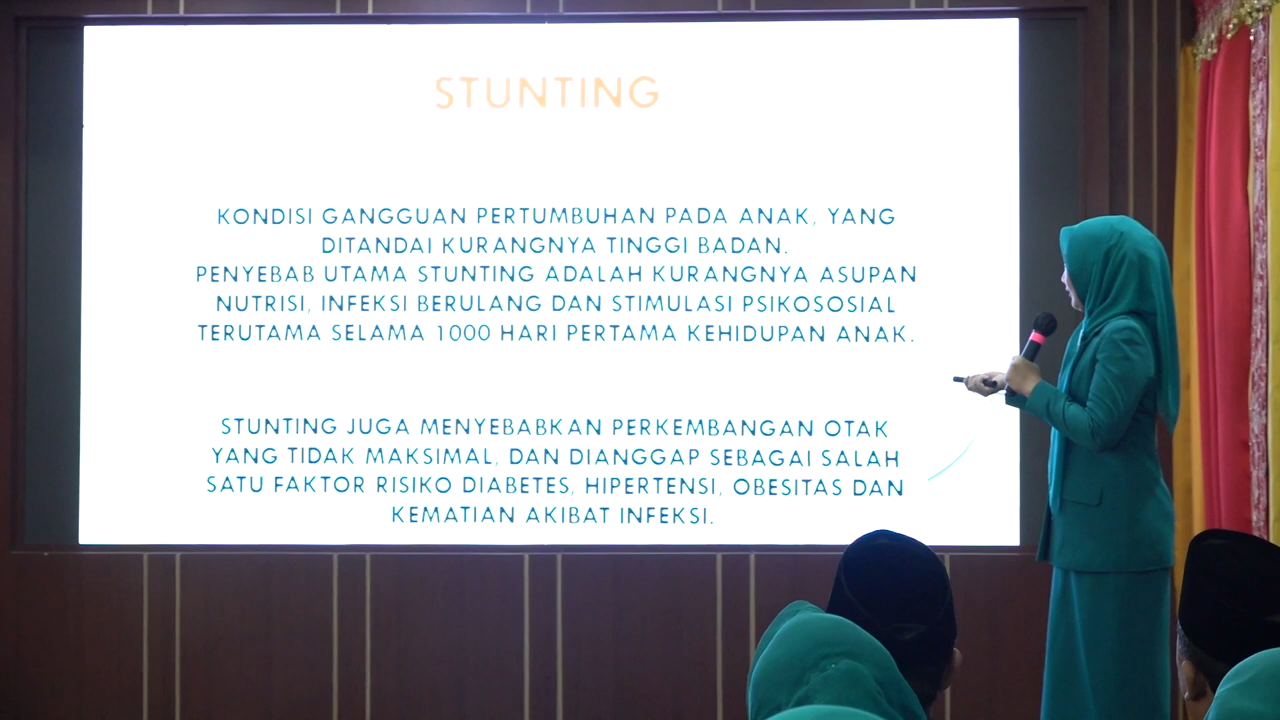 STUNTING
KONDISI GANGGUAN PERTUMBUHAN PADA ANAK, YANG
DITANDAI KURANGNYA TINGGI BADAN.
PENYEBAB UTAMA STUNTING ADALAH KURANGNYA ASUPAN
NUTRISI, INFEKSI BERULANG DAN STIMULASI PSIKOSOSIAL
TERUTAMA SELAMA 1000 HARI PERTAMA KEHIDUPAN ANAK.
STUNTING JUGA MENYEBABKAN PERKEMBANGAN OTAK
YANG TIDAK MAKSIMAL, DAN DIANGGAP SEBAGAI SALAH
SATU FAKTOR RISIKO DIABETES, HIPERTENSI, OBESITAS DAN
KEMATIAN AKIBAT INFEKSI.